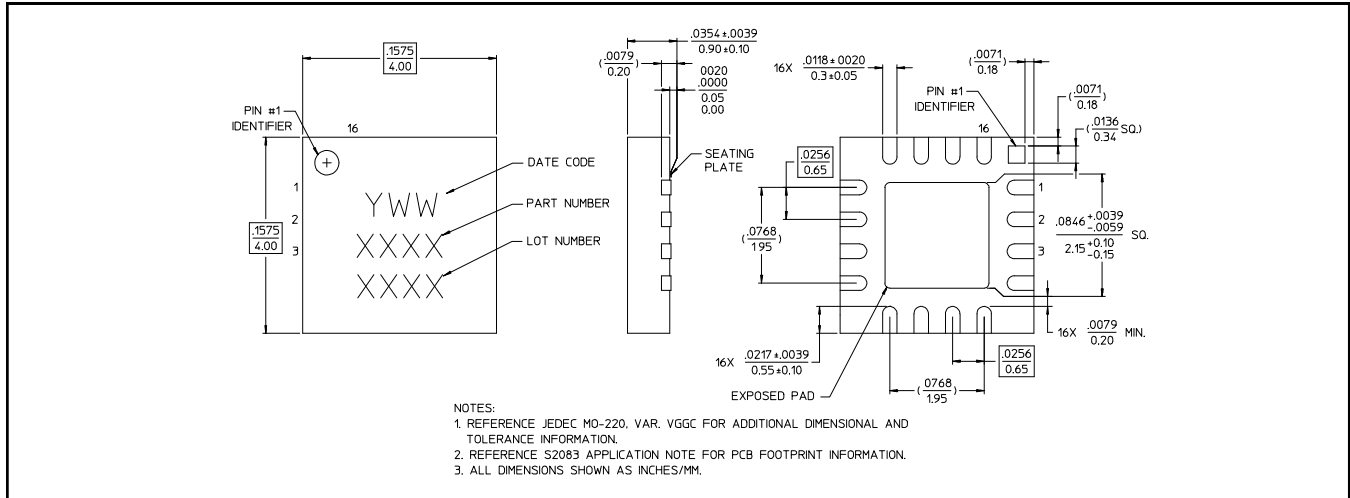 .1575
4.00
PIN #1
IDENTIFIER
16
1
2
3
.1575
4.00
YWW
XXXX
XXXX
DATE CODE
PART NUMBER
LOT NUMBER
.0354±.0039
0.90±0.10
(.0079
0.20)
0020
.0000
0.05
0.00
SEATING
PLATE
16X .0118±0020
0.3±0.05
(.0071
0.18)
PIN #1
IDENTIFIER
16
(.0071
0.18)
(.0136
0.34 SQ.)
.0256
0.65
(.0768
1.95)
1
2
3
.0846 +.0039
-.0059
2.15 +0.10
-0.15
SQ.
16X .0079
0.20 MIN.
16X .0217±.0039
0.55±0.10
.0256
0.65
(.0768
1.95)
EXPOSED PAD
NOTES:
1. REFERENCE JEDEC MO-220, VAR. VGGC FOR ADDITIONAL DIMENSIONAL AND
TOLERANCE INFORMATION.
2. REFERENCE S2083 APPLICATION NOTE FOR PCB FOOTPRINT INFORMATION.
3. ALL DIMENSIONS SHOWN AS INCHES/MM.